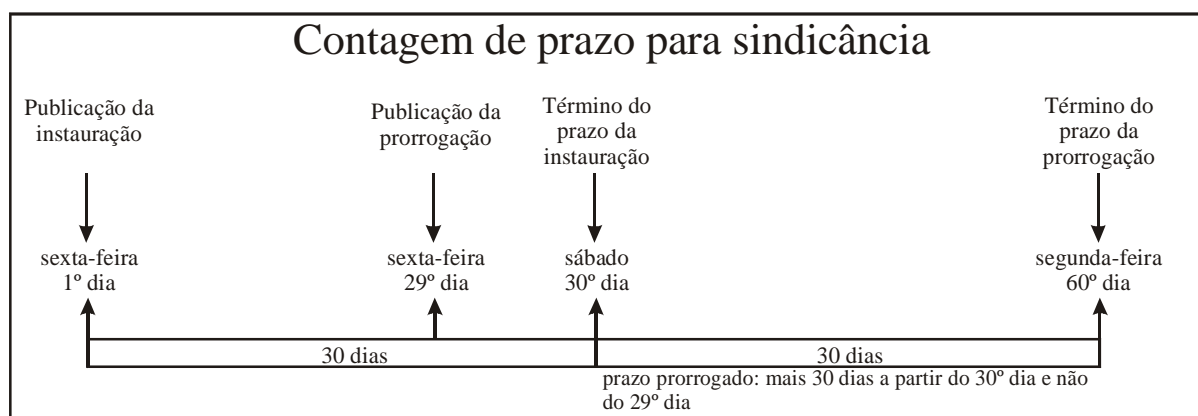 Contagem de prazo para sindicância
Publicação da
instauração
Publicação da
prorrogação
Término do
prazo da
instauração
Término do
prazo da
prorrogação
sexta-feira
1º dia
sexta-feira
29º dia
sábado
30º dia
segunda-feira
60º dia
30 dias
30 dias
prazo prorrogado: mais 30 dias a partir do 30º dia e não
do 29º dia